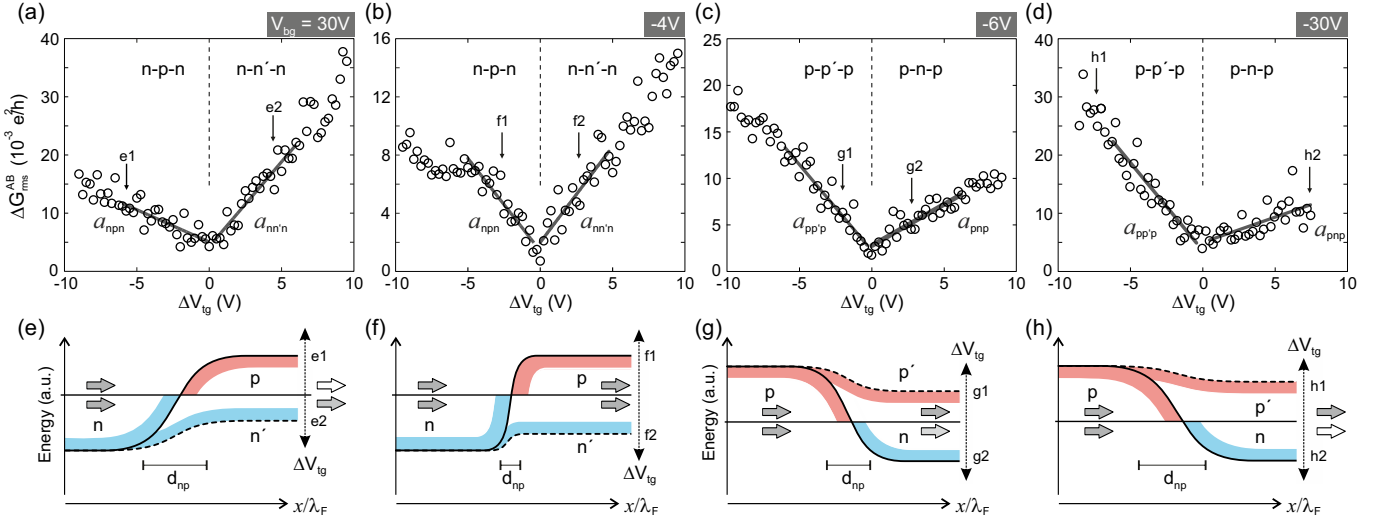 (a) V_bg = 30V
40
30
20
10
0
ΔG_rms^AB (10⁻³ e²/h)
n-p-n n-n´-n
e1
e2
a_npn
a_nn'n
-10 -5 0 5 10
ΔV_tg (V)
(b) -4V
16
12
8
4
0
n-p-n n-n´-n
f1 f2
a_npn
a_nn'n
-10 -5 0 5 10
ΔV_tg (V)
(c) -6V
25
20
15
10
5
0
p-p´-p p-n-p
g1
g2
a_pp'p
a_pnp
-10 -5 0 5 10
ΔV_tg (V)
(d) -30V
40
30
20
10
0
h1
p-p´-p p-n-p
h2
a_pp'p
a_pnp
-10 -5 0 5 10
ΔV_tg (V)
(e)
Energy (a.u.)
e1
p
n
e2
n´
ΔV_tg
d_np
x/λ_F
(f)
f1
p
n
f2
n´
ΔV_tg
d_np
x/λ_F
(g)
Energy (a.u.)
ΔV_tg
p´
g1
p
n
g2
d_np
x/λ_F
(h)
ΔV_tg
h1
p
p´
n
h2
d_np
x/λ_F